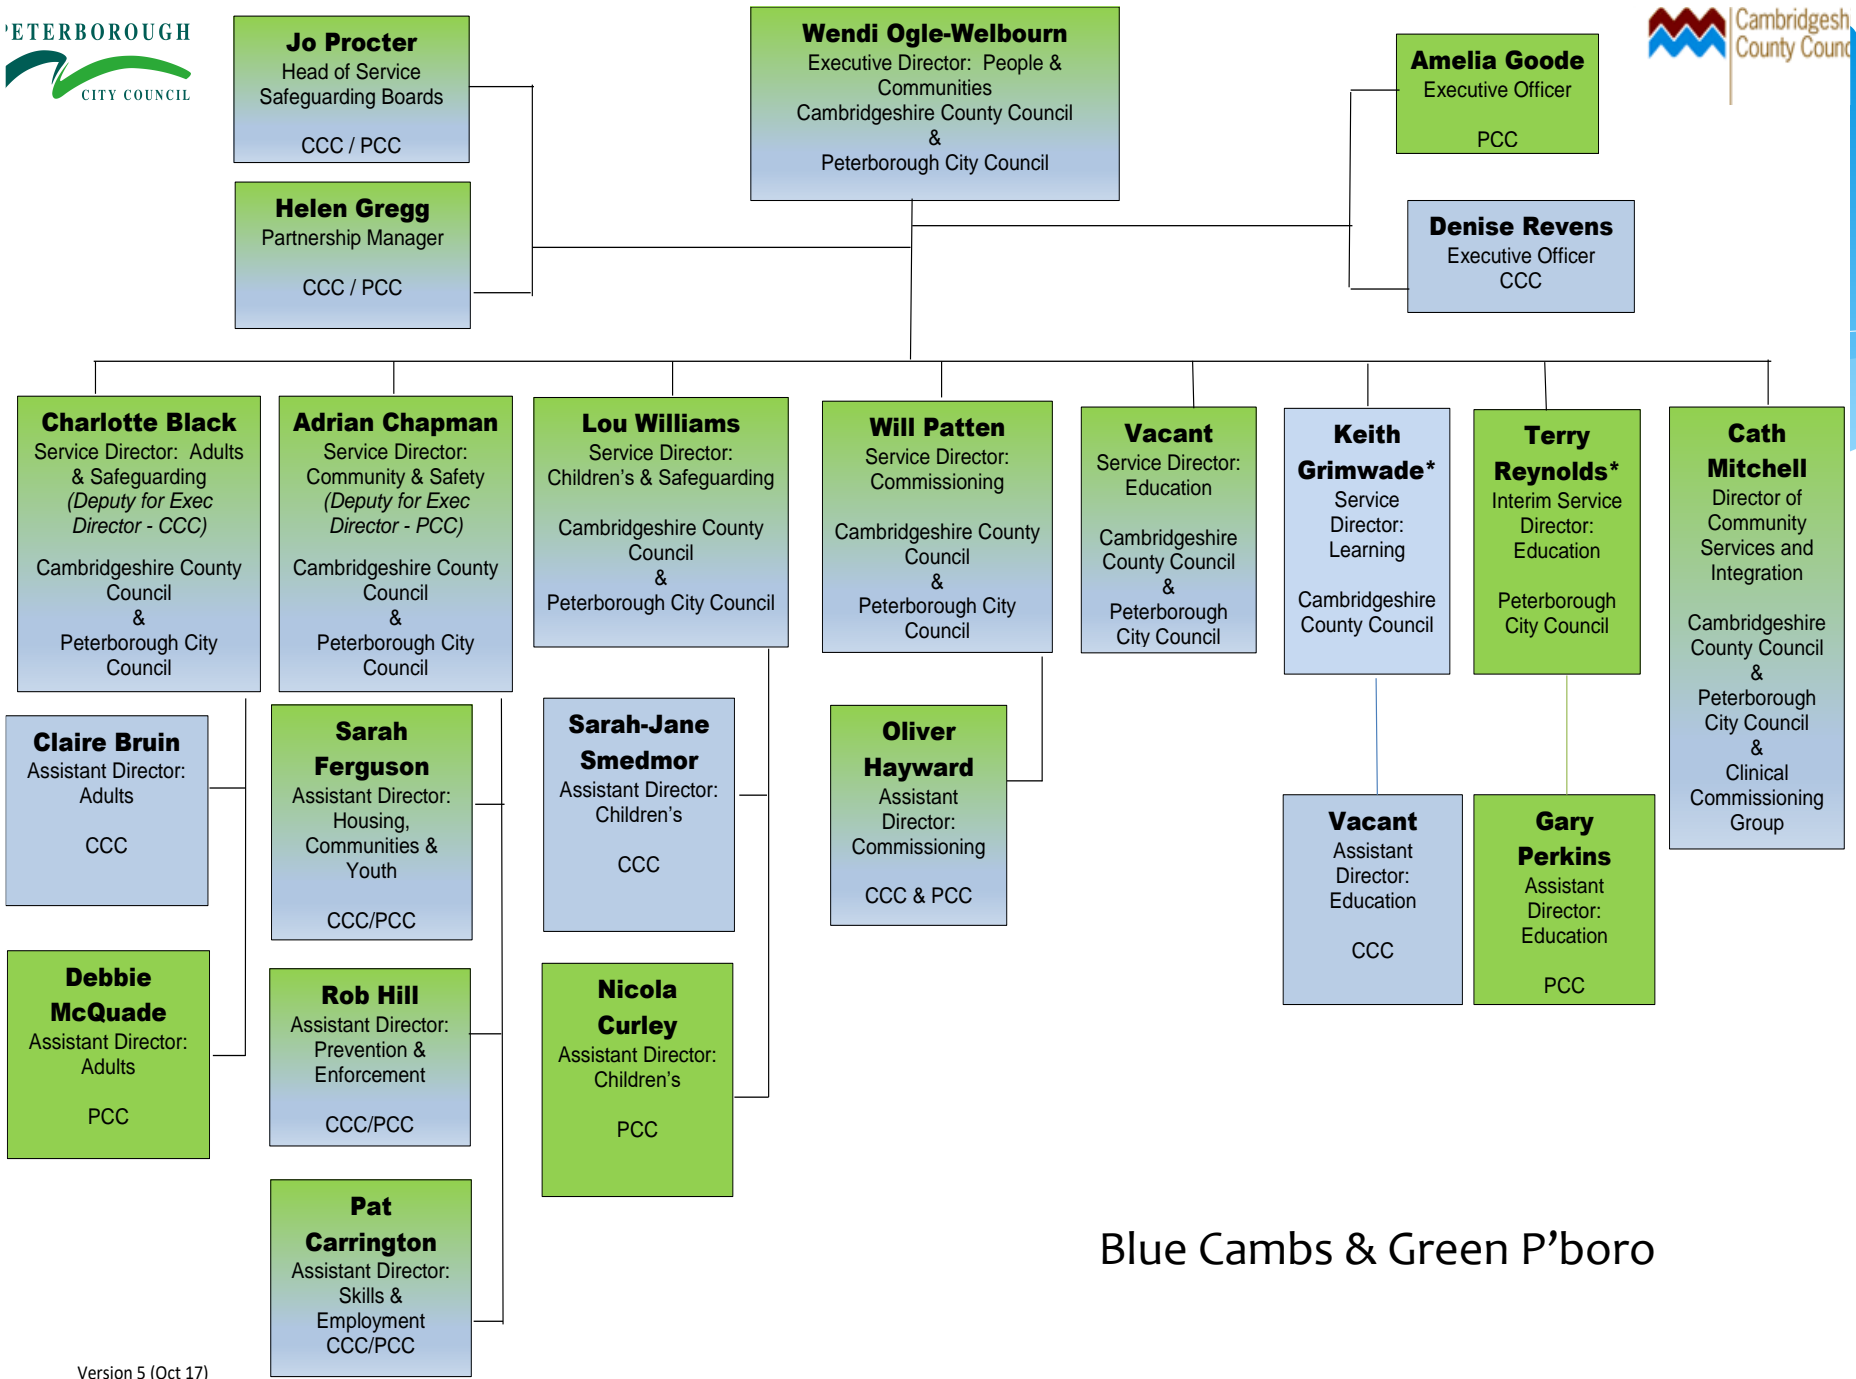 PETERBOROUGH
CITY COUNCIL
Jo Procter
Head of Service
Safeguarding Boards
CCC / PCC
Helen Gregg
Partnership Manager
CCC / PCC
Wendi Ogle-Welbourn
Executive Director: People &
Communities
Cambridgeshire County Council
&
Peterborough City Council
Amelia Goode
Executive Officer
PCC
Denise Revens
Executive Officer
CCC
Cambridgesh
County Counc
Charlotte Black
Service Director: Adults
& Safeguarding
(Deputy for Exec
Director - CCC)
Cambridgeshire County
Council
&
Peterborough City
Council
Adrian Chapman
Service Director:
Community & Safety
(Deputy for Exec
Director - PCC)
Cambridgeshire County
Council
&
Peterborough City
Council
Lou Williams
Service Director:
Children's & Safeguarding
Cambridgeshire County
Council
&
Peterborough City Council
Will Patten
Service Director:
Commissioning
Cambridgeshire County
Council
&
Peterborough City
Council
Vacant
Service Director:
Education
Cambridgeshire
County Council
&
Peterborough
City Council
Keith
Grimwade*
Service
Director:
Learning
Cambridgeshire
County Council
Terry
Reynolds*
Interim Service
Director:
Education
Peterborough
City Council
Cath
Mitchell
Director of
Community
Services and
Integration
Cambridgeshire
County Council
&
Peterborough
City Council
&
Clinical
Commissioning
Group
Claire Bruin
Assistant Director:
Adults
CCC
Debbie
McQuade
Assistant Director:
Adults
PCC
Sarah
Ferguson
Assistant Director:
Housing,
Communities &
Youth
CCC/PCC
Rob Hill
Assistant Director:
Prevention &
Enforcement
CCC/PCC
Pat
Carrington
Assistant Director:
Skills &
Employment
CCC/PCC
Sarah-Jane
Smedmor
Assistant Director:
Children's
CCC
Nicola
Curley
Assistant Director:
Children's
PCC
Oliver
Hayward
Assistant
Director:
Commissioning
CCC & PCC
Vacant
Assistant
Director:
Education
CCC
Gary
Perkins
Assistant
Director:
Education
PCC
Blue Cambs & Green P'boro
Version 5 (Oct 17)